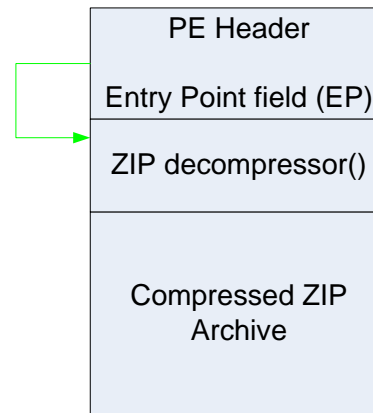 PE Header
Entry Point field (EP)
ZIP decompressor()
Compressed ZIP
Archive